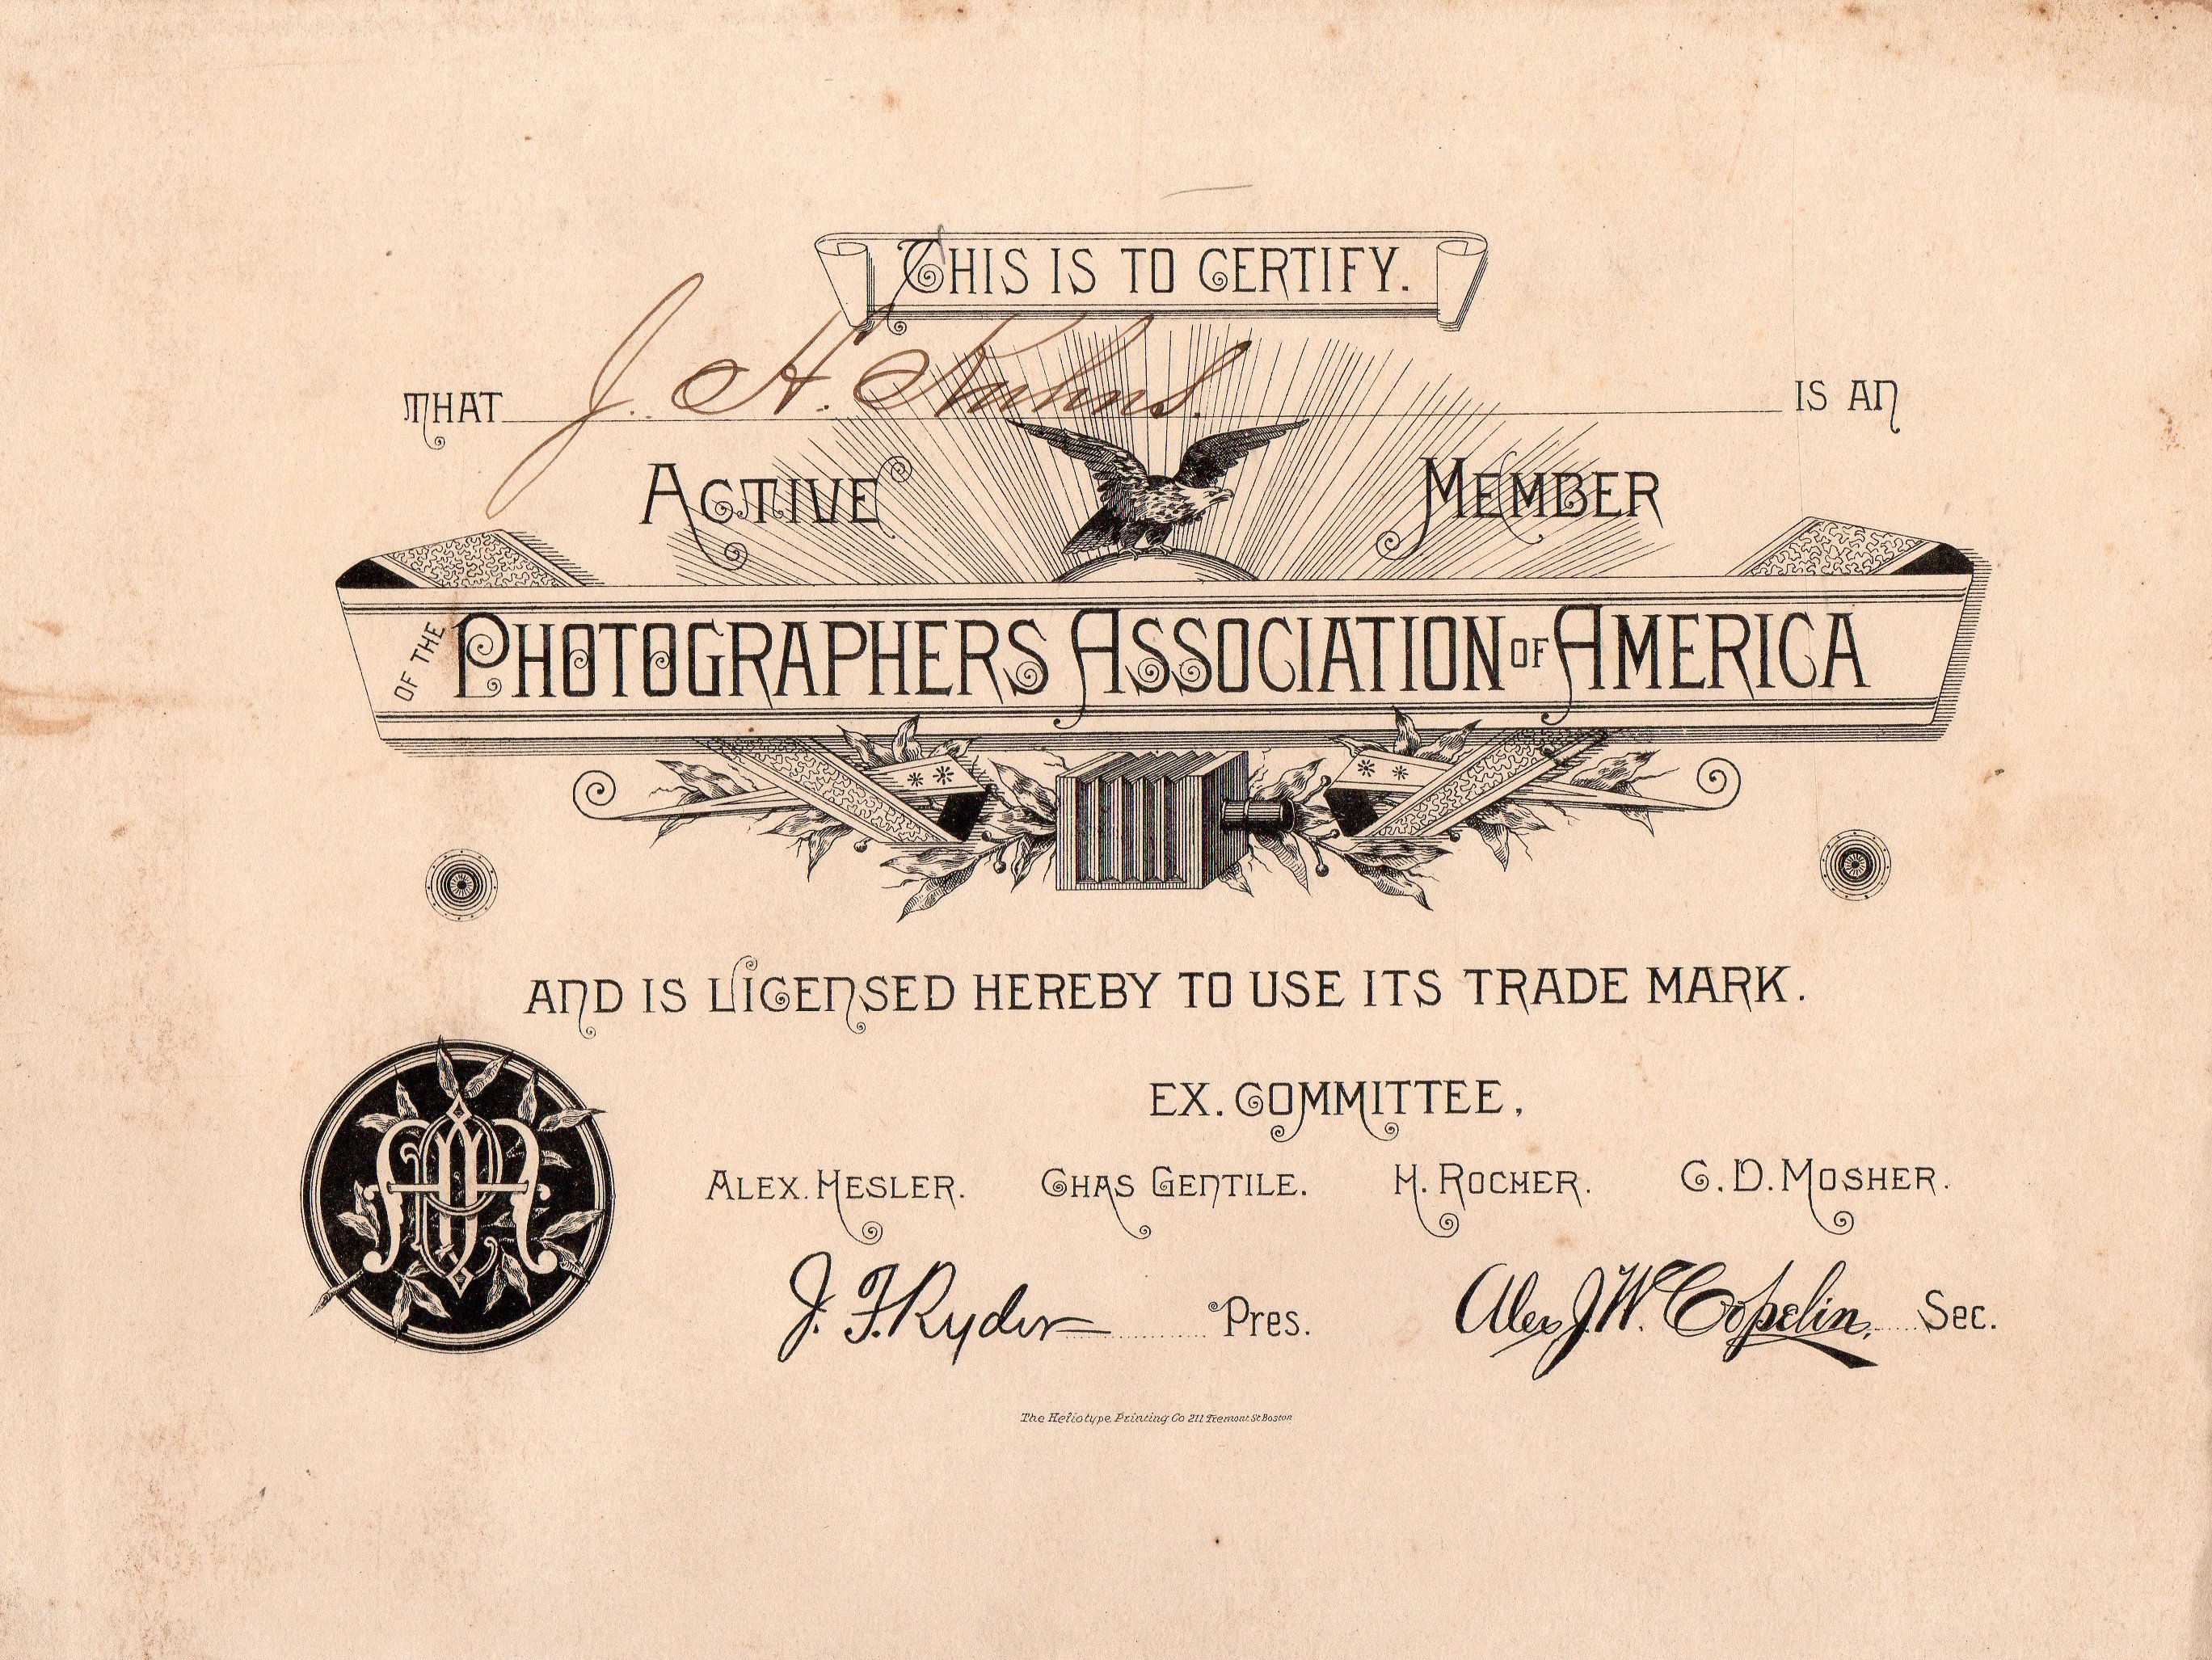 THIS IS TO CERTIFY.
THAT J. H. Kuhns. IS AN
ACTIVE MEMBER
OF THE PHOTOGRAPHERS ASSOCIATION OF AMERICA
AND IS LICENSED HEREBY TO USE ITS TRADE MARK.
EX. COMMITTEE,
ALEX. HESLER. CHAS GENTILE. H. ROCHER. C. D. MOSHER.
J. F. Ryder Pres. Alex J. W. Copelin. Sec.
The Heliotype Printing Co 211 Tremont St Boston